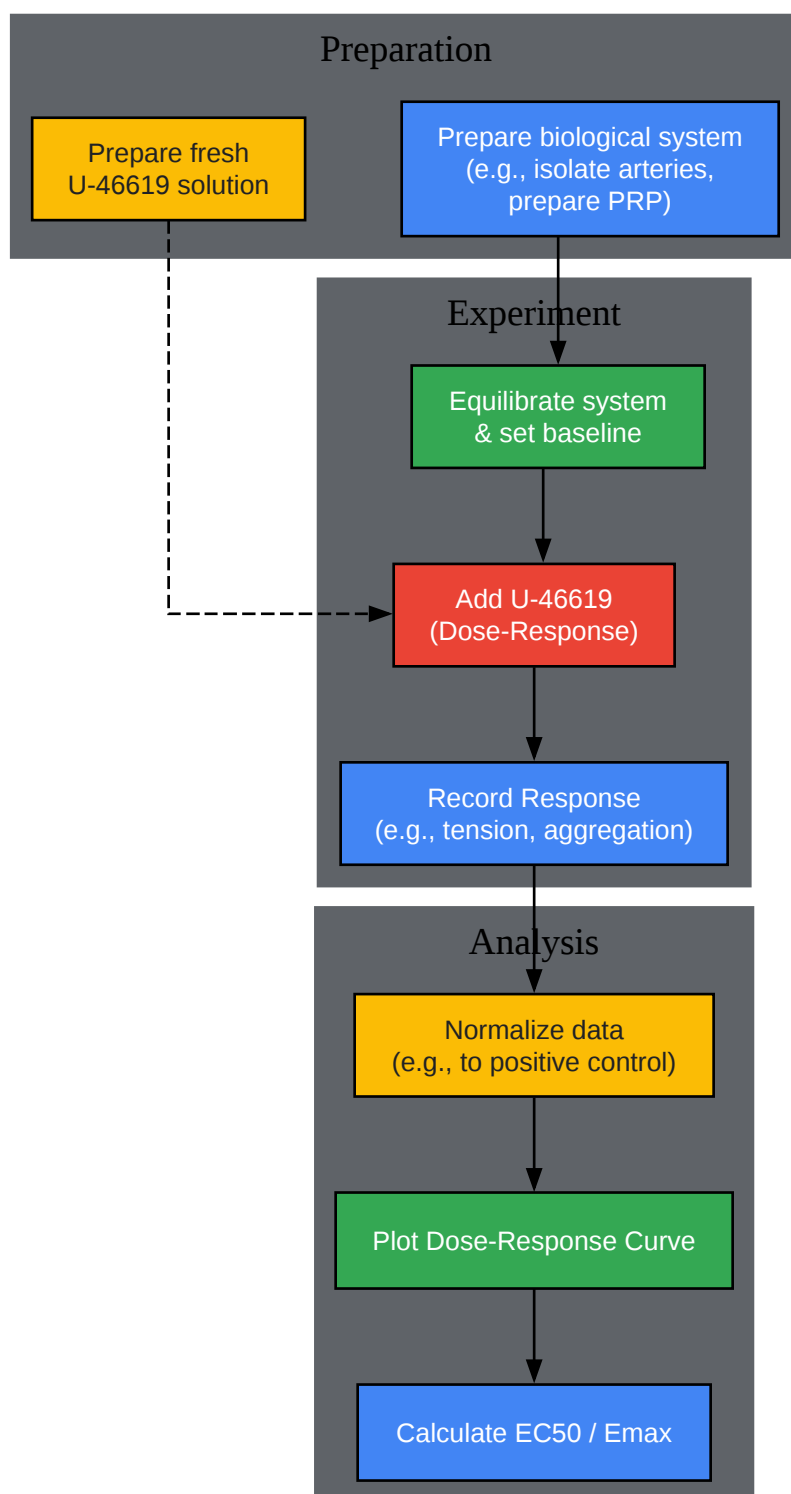 Preparation
Prepare fresh
U-46619 solution
Prepare biological system
(e.g., isolate arteries,
prepare PRP)
Experiment
Equilibrate system
& set baseline
Add U-46619
(Dose-Response)
Record Response
(e.g., tension, aggregation)
Analysis
Normalize data
(e.g., to positive control)
Plot Dose-Response Curve
Calculate EC50 / Emax